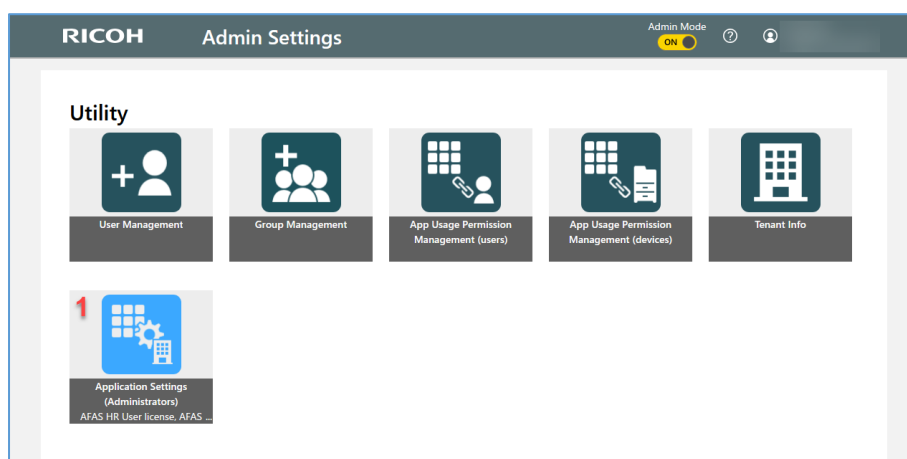 RICOH Admin Settings Admin Mode
ON
Utility
User Management
Group Management
App Usage Permission
Management (users)
App Usage Permission
Management (devices)
Tenant Info
1
Application Settings
(Administrators)
AFAS HR User license, AFAS ...